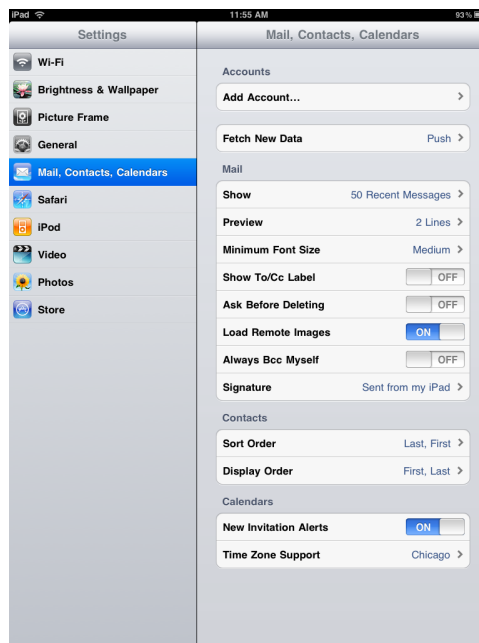 iPad 11:55 AM 93%
Settings
Mail, Contacts, Calendars
Wi-Fi
Brightness & Wallpaper
Picture Frame
General
Mail, Contacts, Calendars
Safari
iPod
Video
Photos
Store
Accounts
Add Account...
Fetch New Data Push
Mail
Show 50 Recent Messages
Preview 2 Lines
Minimum Font Size Medium
Show To/Cc Label OFF
Ask Before Deleting OFF
Load Remote Images ON
Always Bcc Myself OFF
Signature Sent from my iPad
Contacts
Sort Order Last, First
Display Order First, Last
Calendars
New Invitation Alerts ON
Time Zone Support Chicago